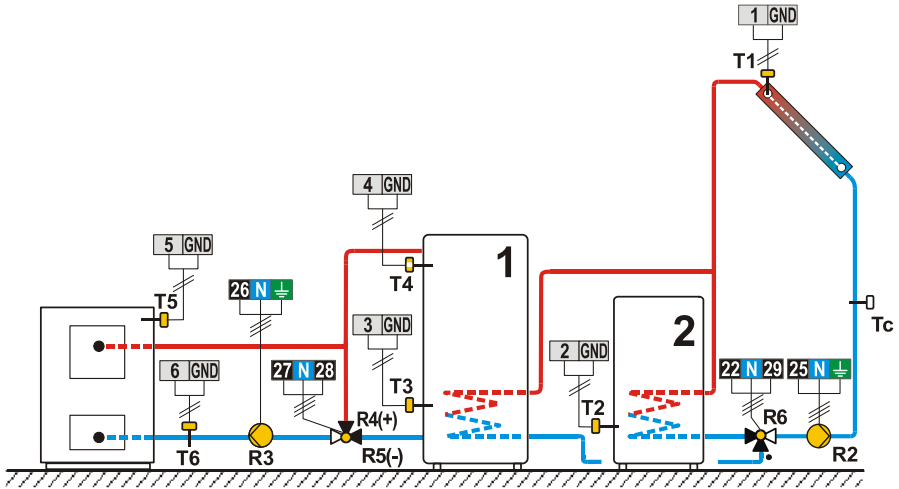 1 GND
T1
4 GND
T4
1
5 GND
T5
26 N
3 GND
T3
2 GND
T2
2
Tc
6 GND
T6
27 N 28
R4(+)
R5(-)
R3
22 N 29
25 N
R6
R2